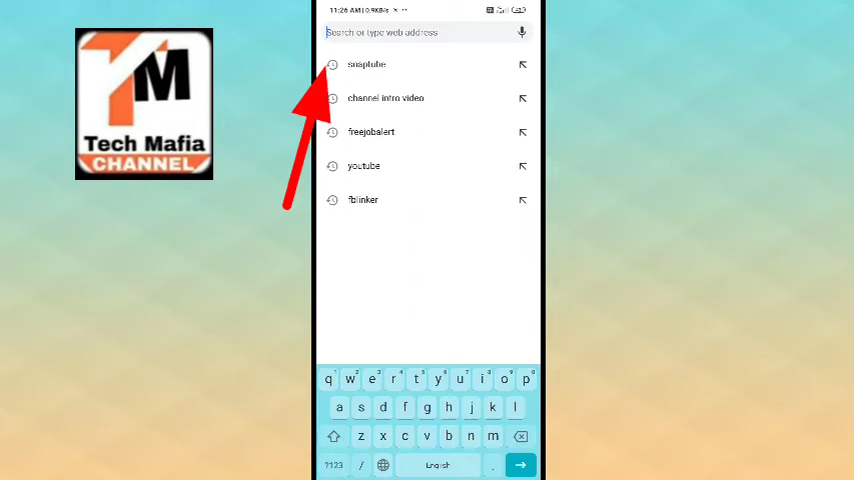 11:26 AM | 0.9KB/s
Search or type web address
snaptube
channel intro video
freejobalert
youtube
fblinker
TM
Tech Mafia
CHANNEL
q w e r t y u i o p
a s d f g h j k l
z x c v b n m
?123 / English .